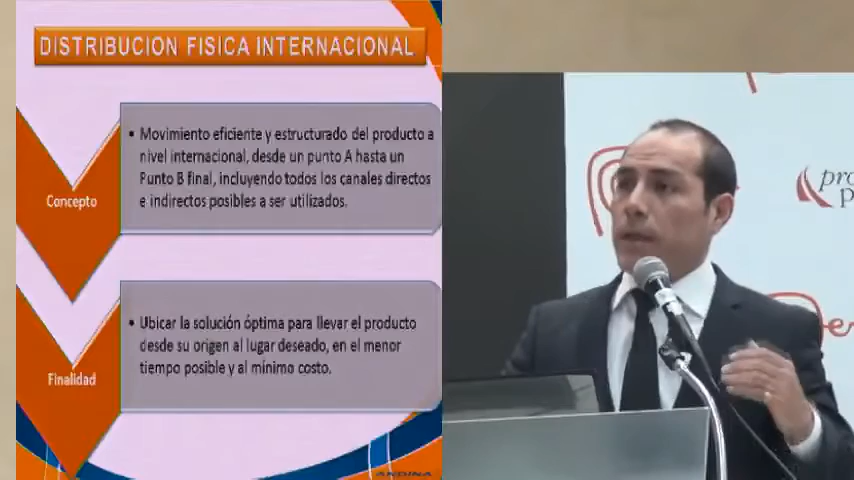 DISTRIBUCION FISICA INTERNACIONAL
Concepto
• Movimiento eficiente y estructurado del producto a
nivel internacional, desde un punto A hasta un
Punto B final, incluyendo todos los canales directos
e indirectos posibles a ser utilizados.
Finalidad
• Ubicar la solución óptima para llevar el producto
desde su origen al lugar deseado, en el menor
tiempo posible y al mínimo costo.
ANDINA